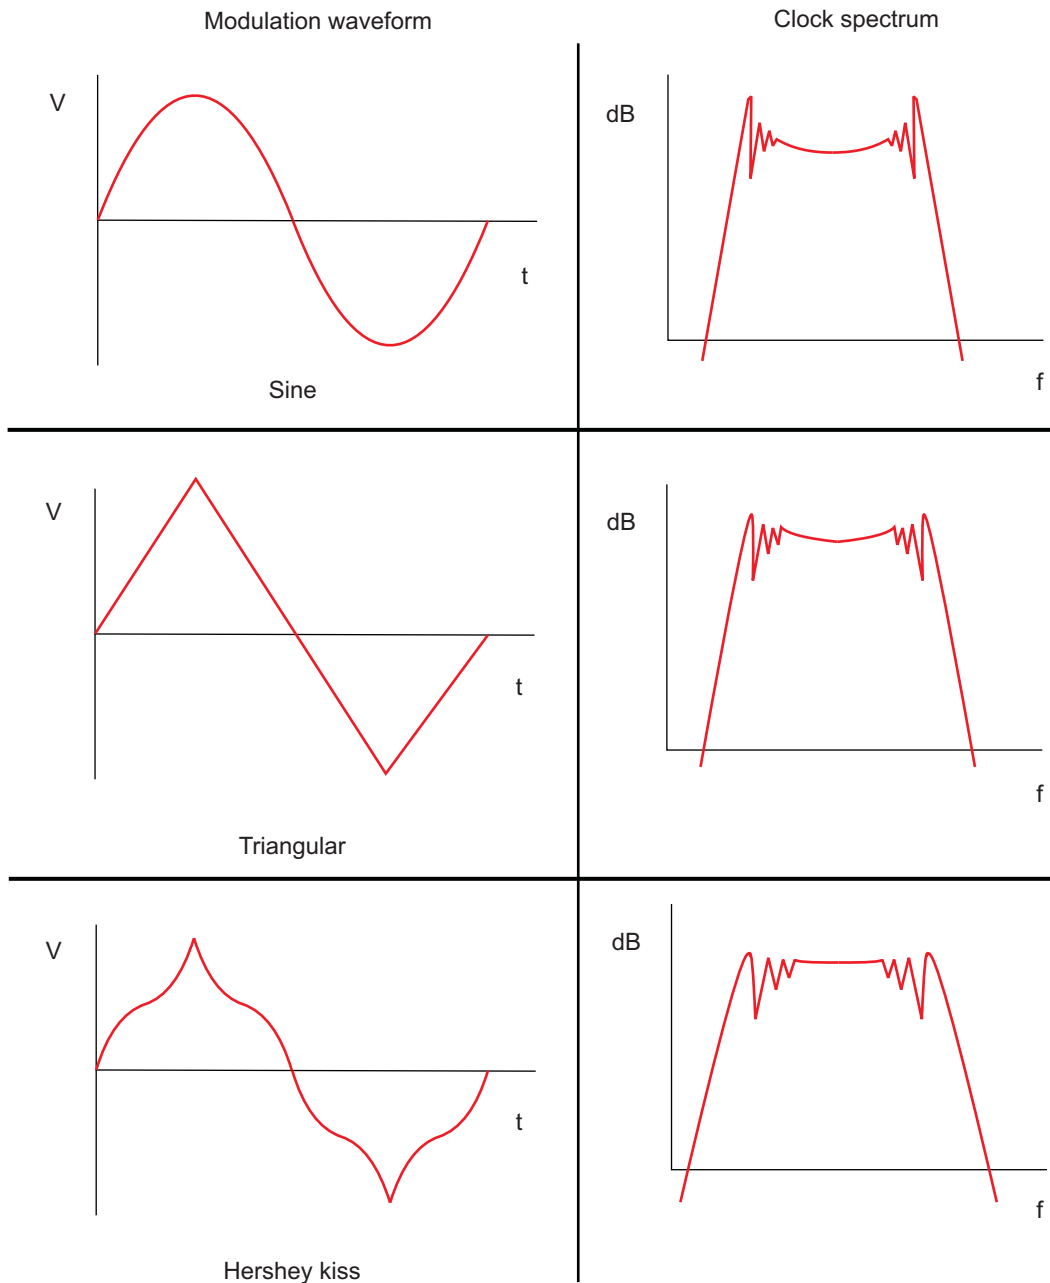 Modulation waveform
Clock spectrum
V
t
Sine
dB
f
V
t
Triangular
dB
f
V
t
Hershey kiss
dB
f